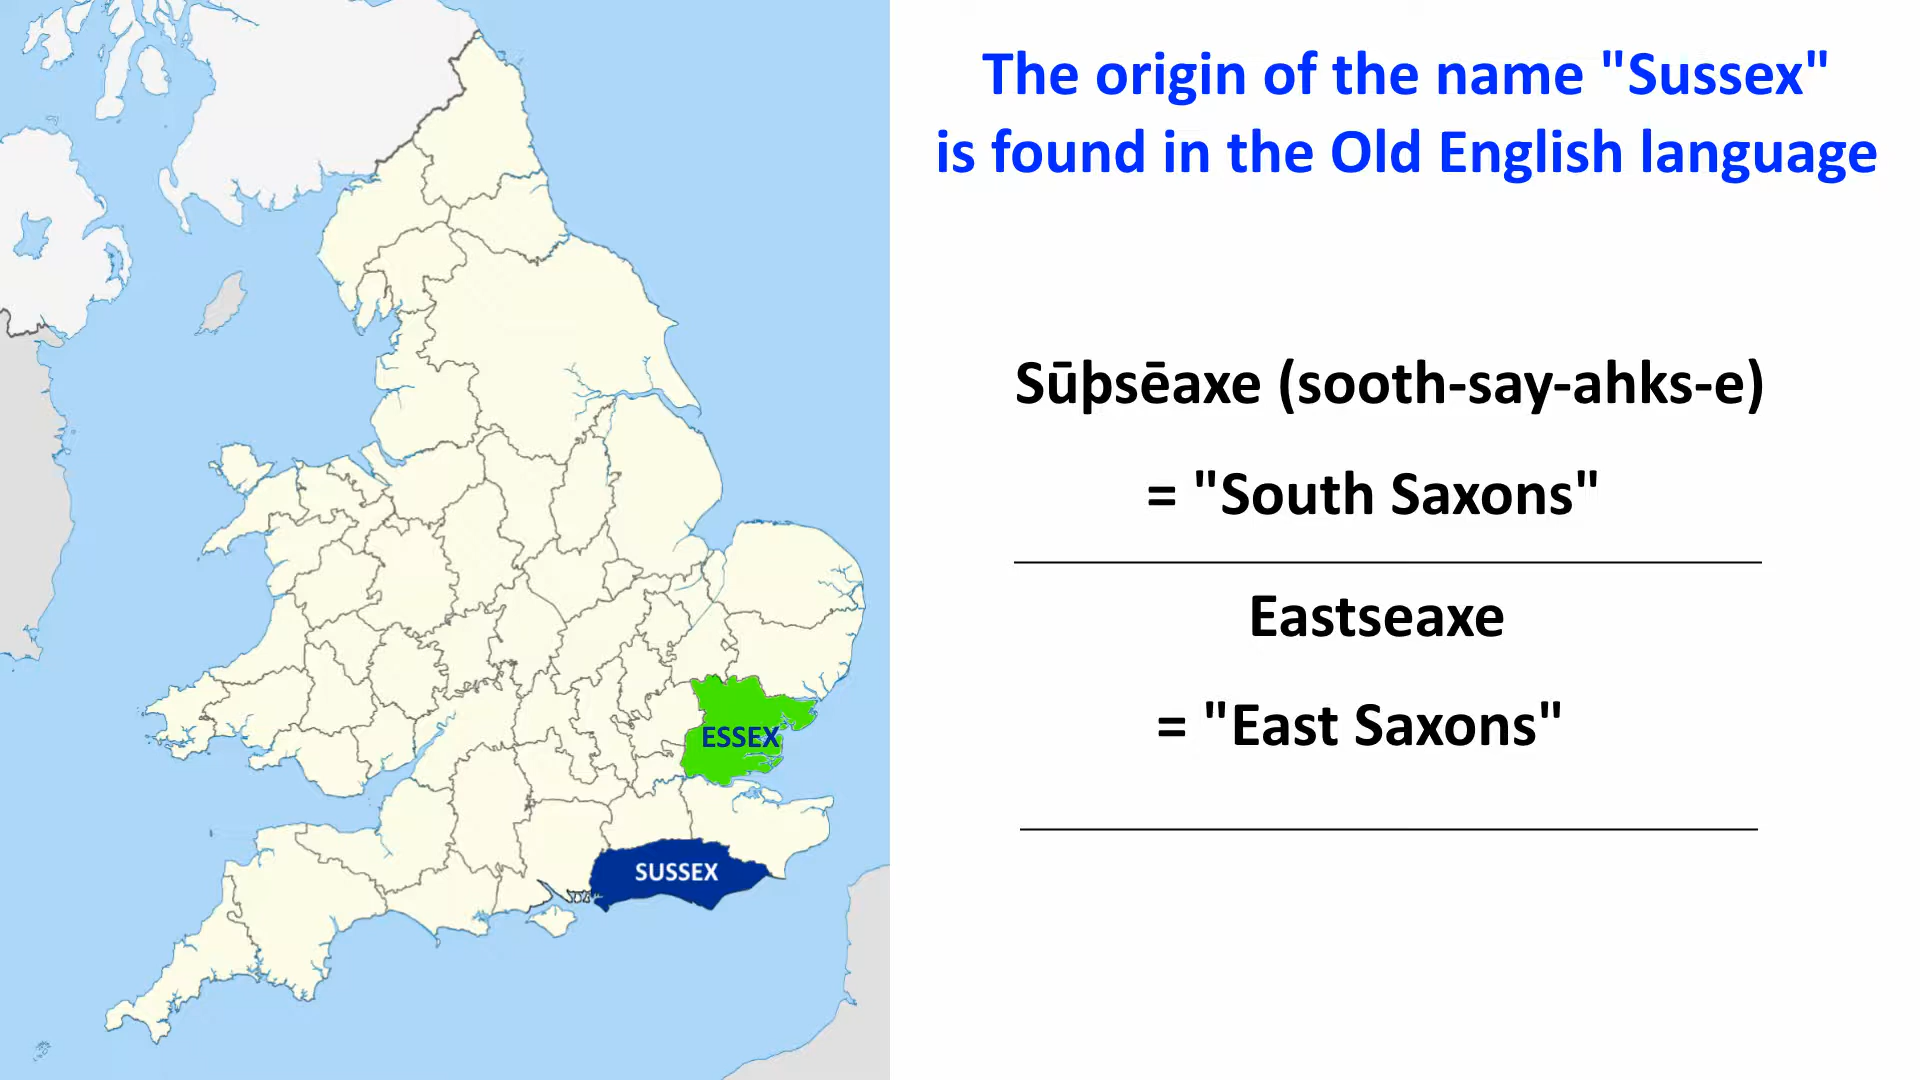 The origin of the name "Sussex"
is found in the Old English language
Sūþsēaxe (sooth-say-ahks-e)
= "South Saxons"
Eastseaxe
= "East Saxons"
ESSEX
SUSSEX